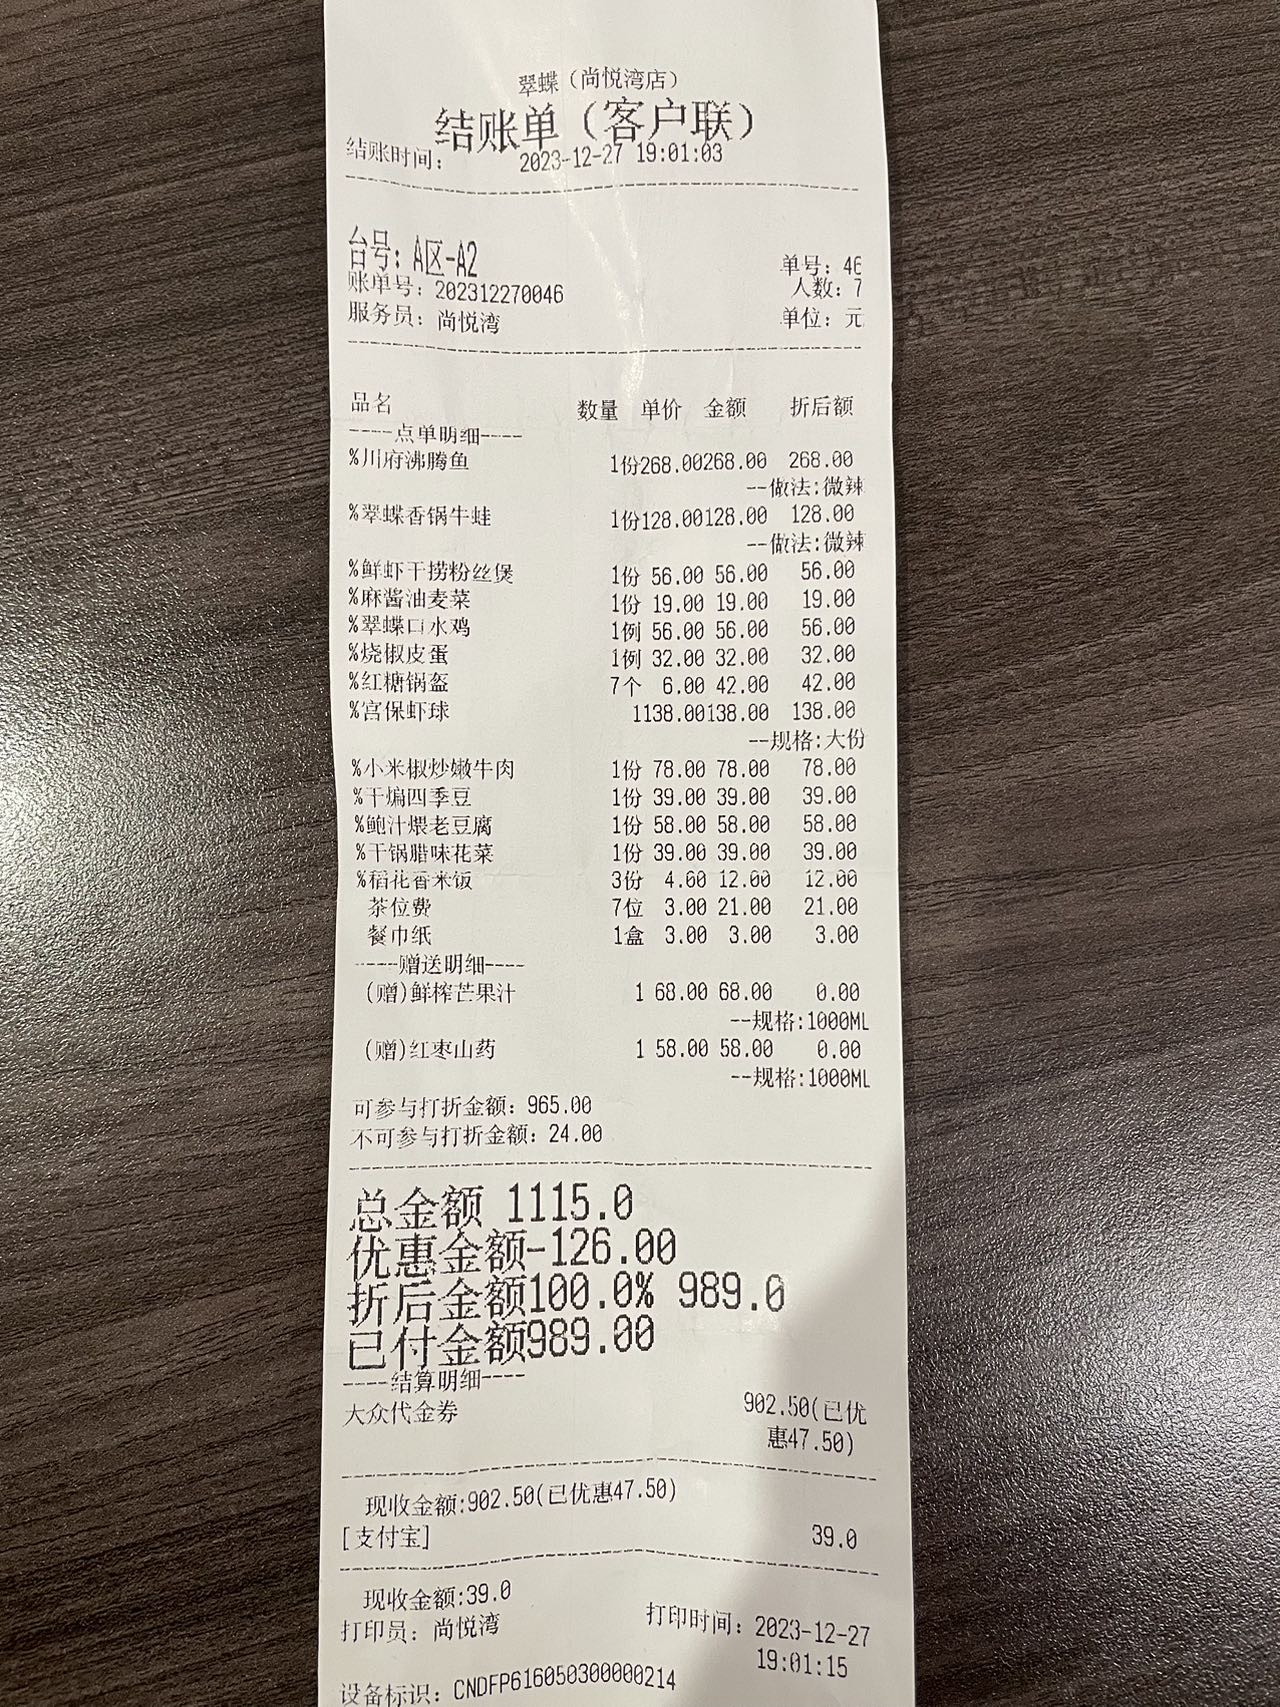 翠蝶（尚悦湾店）
结账单（客户联）
结账时间： 2023-12-27 19:01:03
台号：A区-A2
单号：46
账单号：202312270046
人数：7
服务员：尚悦湾
单位：元
品名 数量 单价 金额 折后额
----点单明细----
%川府沸腾鱼 1份268.00268.00 268.00
--做法:微辣
%翠蝶香锅牛蛙 1份128.00128.00 128.00
--做法:微辣
%鲜虾干捞粉丝煲 1份 56.00 56.00 56.00
%麻酱油麦菜 1份 19.00 19.00 19.00
%翠蝶口水鸡 1例 56.00 56.00 56.00
%烧椒皮蛋 1例 32.00 32.00 32.00
%红糖锅盔 7个 6.00 42.00 42.00
%宫保虾球 1138.00138.00 138.00
--规格:大份
%小米椒炒嫩牛肉 1份 78.00 78.00 78.00
%干煸四季豆 1份 39.00 39.00 39.00
%鲍汁煨老豆腐 1份 58.00 58.00 58.00
%干锅腊味花菜 1份 39.00 39.00 39.00
%稻花香米饭 3份 4.00 12.00 12.00
茶位费 7位 3.00 21.00 21.00
餐巾纸 1盒 3.00 3.00 3.00
----赠送明细----
(赠)鲜榨芒果汁 1 68.00 68.00 0.00
--规格:1000ML
(赠)红枣山药 1 58.00 58.00 0.00
--规格:1000ML
可参与打折金额：965.00
不可参与打折金额：24.00
总金额 1115.0
优惠金额-126.00
折后金额100.0% 989.0
已付金额989.00
----结算明细----
大众代金券 902.50(已优
惠47.50)
现收金额:902.50(已优惠47.50)
[支付宝] 39.0
现收金额:39.0
打印员：尚悦湾 打印时间：2023-12-27
19:01:15
设备标识：CNDFP616050300000214